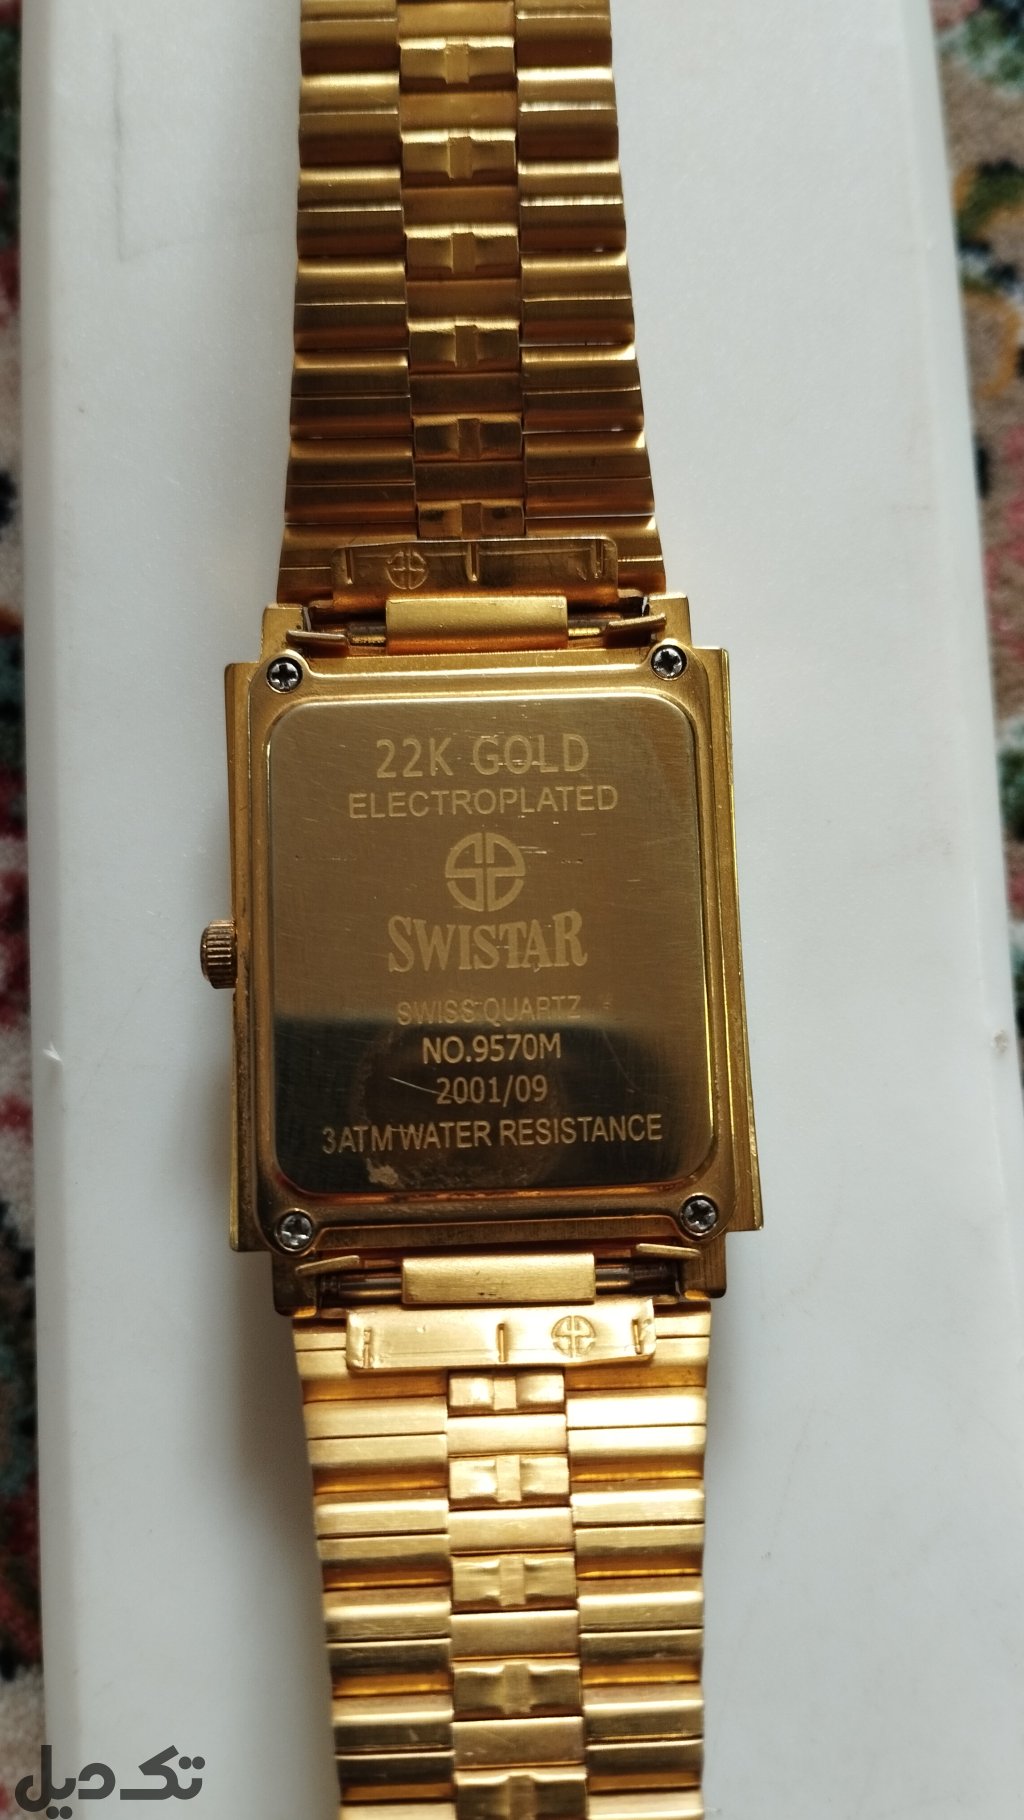 22K GOLD
ELECTROPLATED
SWISTAR
SWISS QUARTZ
NO.9570M
2001/09
3ATM WATER RESISTANCE
تک دیل